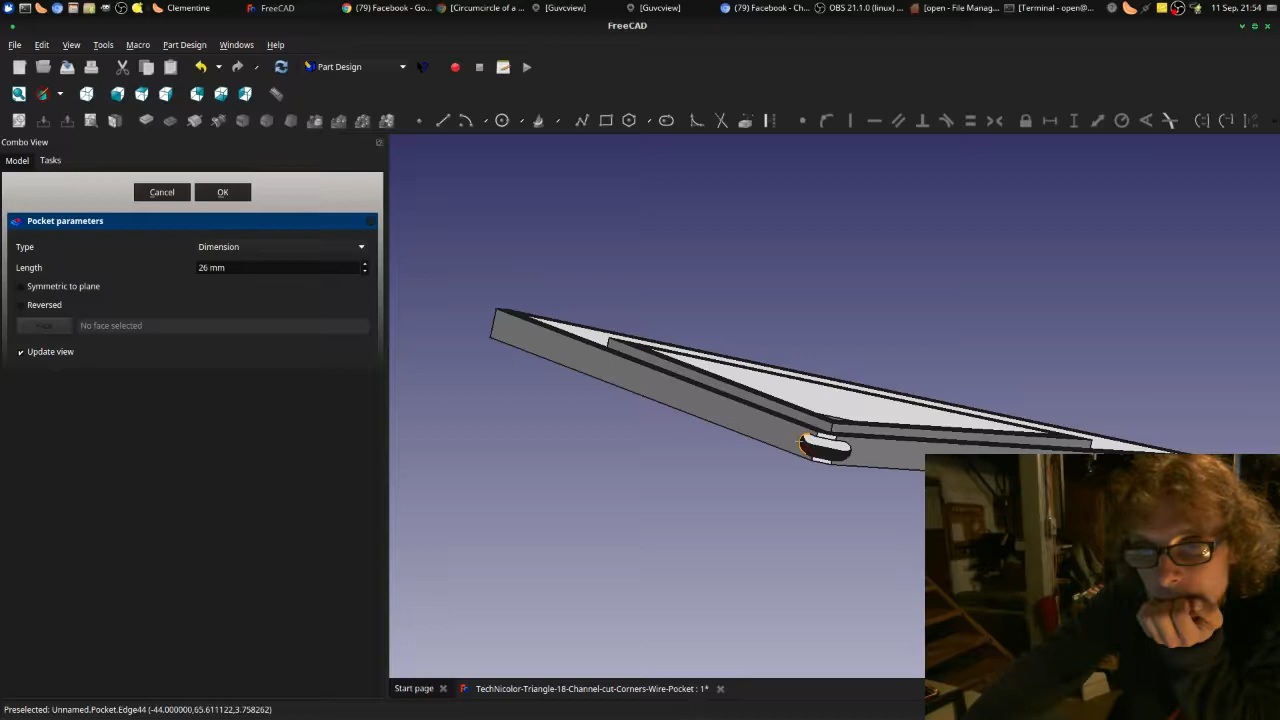 Clementine
FreeCAD
(79) Facebook - Go...
[Circumcircle of a ...
[Guvcview]
[Guvcview]
(79) Facebook - Ch...
OBS 21.1.0 (linux) ...
[open - File Manag...
[Terminal - open@...
11 Sep, 21:54
FreeCAD
File Edit View Tools Macro Part Design Windows Help
Part Design
Combo View
Model Tasks
Cancel OK
Pocket parameters
Type Dimension
Length 26 mm
Symmetric to plane
Reversed
No face selected
Update view
Start page
TechNicolor-Triangle-18-Channel-cut-Corners-Wire-Pocket : 1*
Preselected: Unnamed.Pocket.Edge44 (-44.000000,65.611122,3.758262)